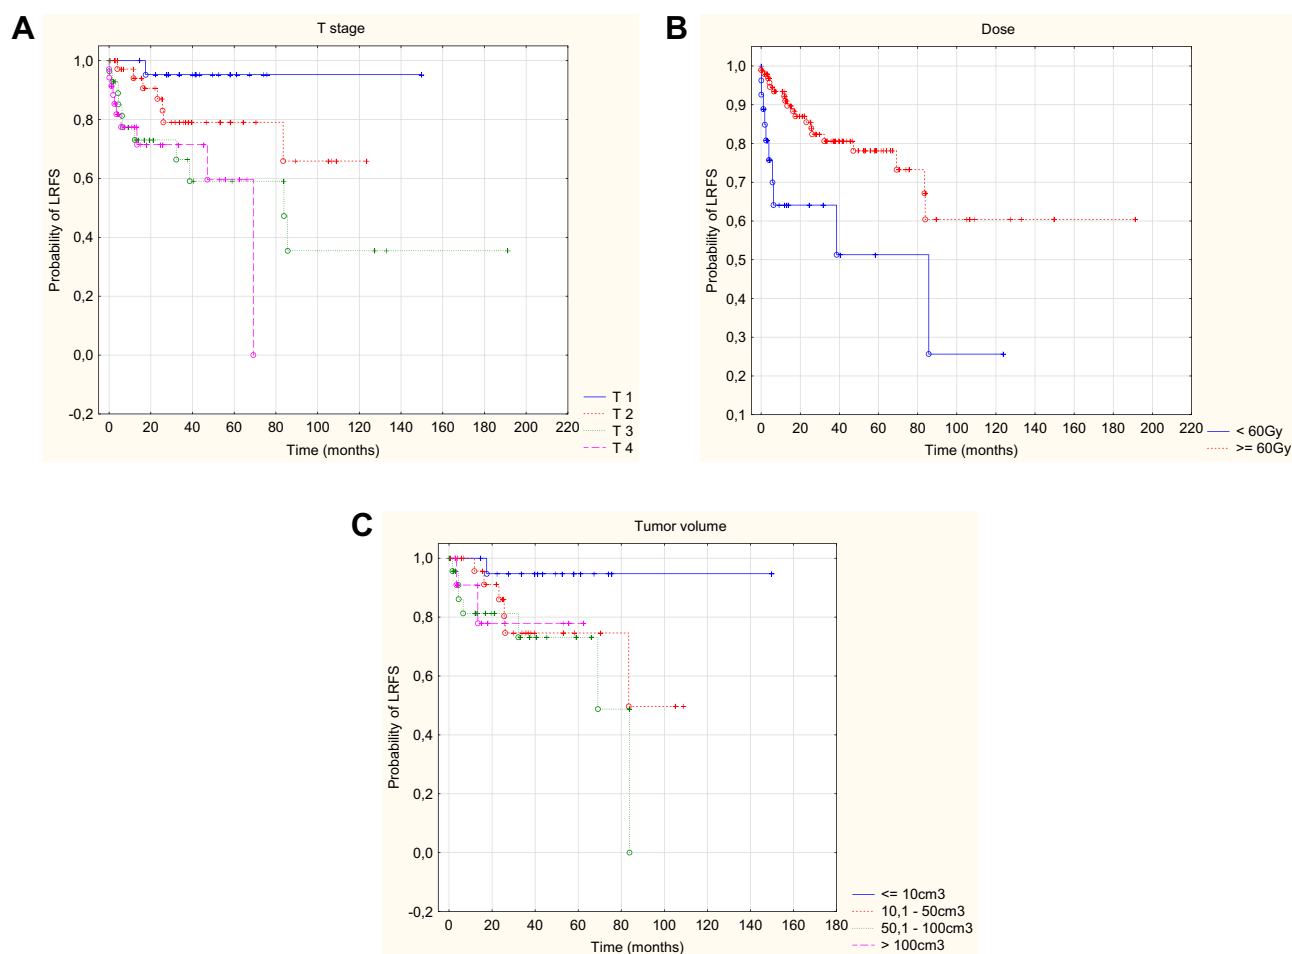 A
T stage
Probability of LRFS
1,0
0,8
0,6
0,4
0,2
0,0
-0,2
0 20 40 60 80 100 120 140 160 180 200 220
Time (months)
T 1
T 2
T 3
T 4
B
Dose
Probability of LRFS
1,0
0,9
0,8
0,7
0,6
0,5
0,4
0,3
0,2
0,1
0 20 40 60 80 100 120 140 160 180 200 220
Time (months)
< 60Gy
>= 60Gy
C
Tumor volume
Probability of LRFS
1,0
0,8
0,6
0,4
0,2
0,0
-0,2
0 20 40 60 80 100 120 140 160 180
Time (months)
<= 10cm3
10,1 - 50cm3
50,1 - 100cm3
> 100cm3